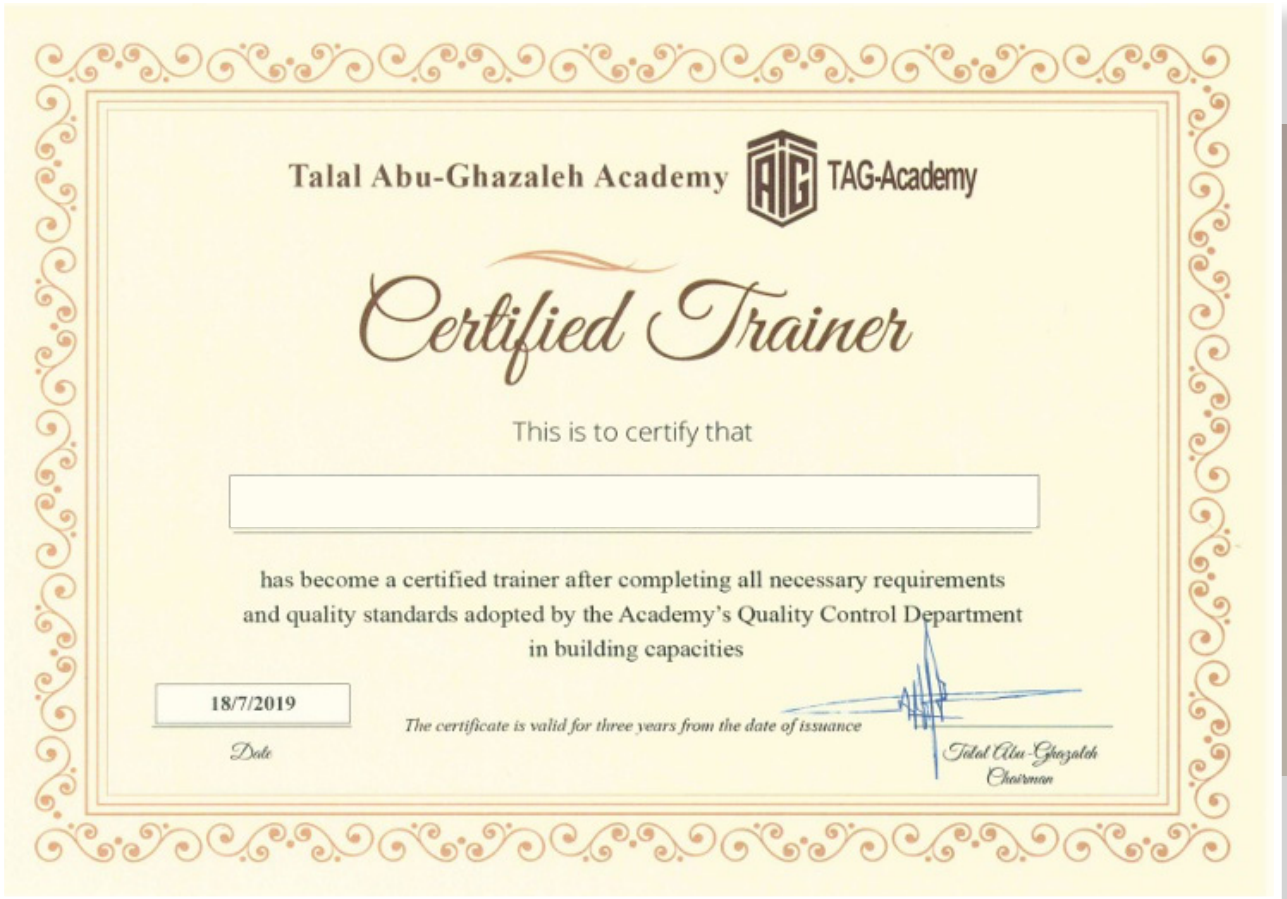 Talal Abu-Ghazaleh Academy TAG TAG-Academy
Certified Trainer
This is to certify that
has become a certified trainer after completing all necessary requirements
and quality standards adopted by the Academy's Quality Control Department
in building capacities
18/7/2019
The certificate is valid for three years from the date of issuance
Date
Talal Abu-Ghazaleh
Chairman